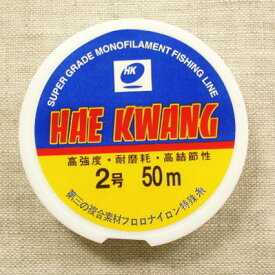 SUPER GRADE MONOFILAMENT FISHING LINE
HK
HAE KWANG
高強度・耐磨耗・高結節性
2号 50m
第三の複合素材フロロナイロン特殊糸